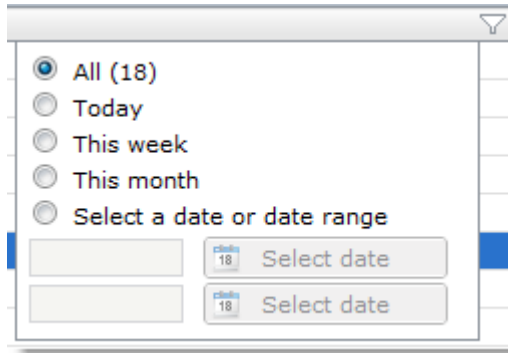 All (18)
Today
This week
This month
Select a date or date range
18 Select date
18 Select date